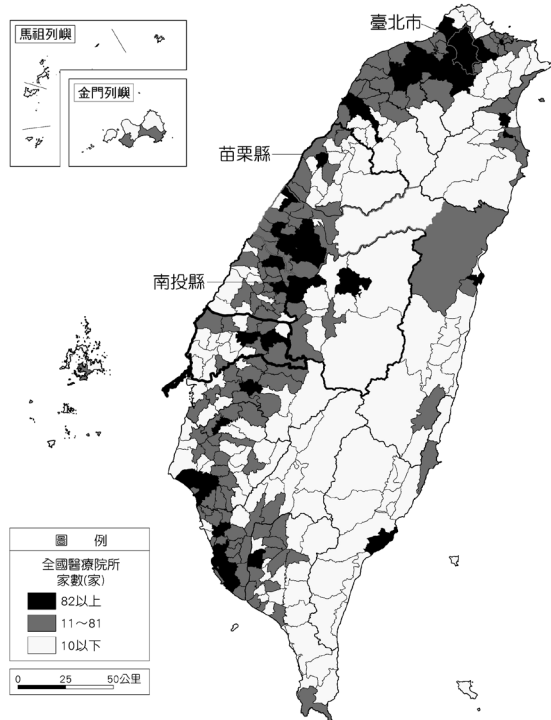 馬祖列嶼
金門列嶼
臺北市
苗栗縣
南投縣
圖 例
全國醫療院所
家數(家)
82以上
11～81
10以下
0 25 50公里